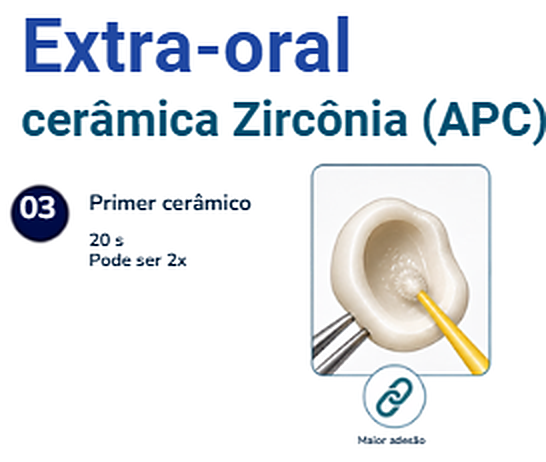 Extra-oral
cerâmica Zircônia (APC)
03
Primer cerâmico
20 s
Pode ser 2x
Maior adesão